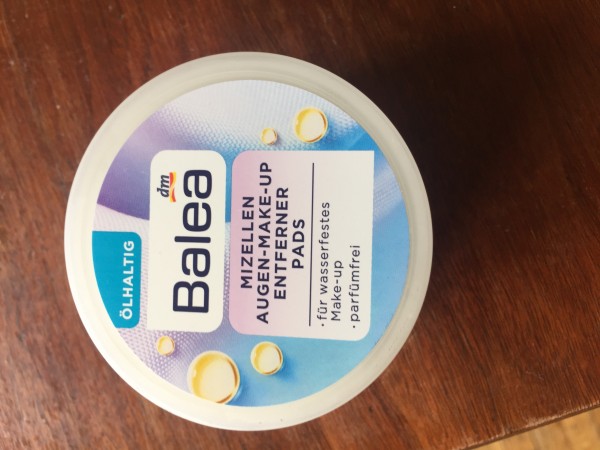 ÖLHALTIG
dm
Balea
MIZELLEN
AUGEN-MAKE-UP
ENTFERNER
PADS
· für wasserfestes
Make-up
· parfümfrei